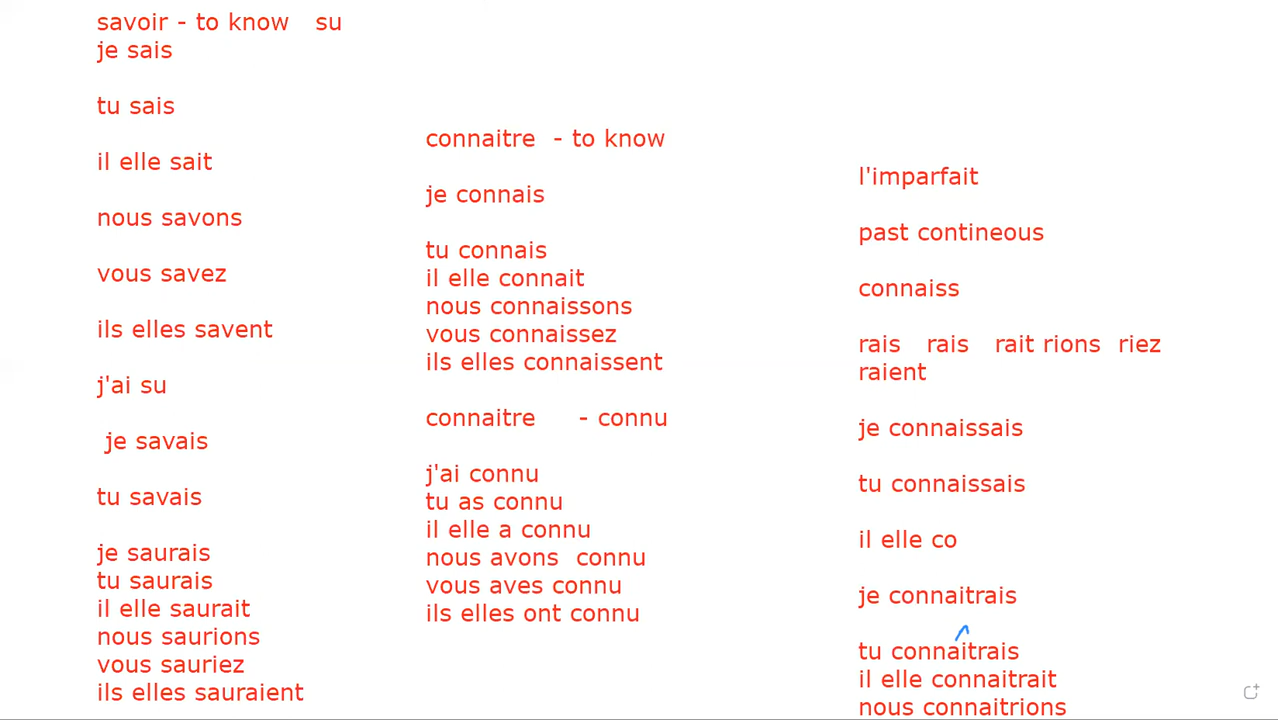 savoir - to know su
je sais
tu sais
il elle sait
nous savons
vous savez
ils elles savent
j'ai su
je savais
tu savais
je saurais
tu saurais
il elle saurait
nous saurions
vous sauriez
ils elles sauraient
connaitre - to know
je connais
tu connais
il elle connait
nous connaissons
vous connaissez
ils elles connaissent
connaitre - connu
j'ai connu
tu as connu
il elle a connu
nous avons connu
vous aves connu
ils elles ont connu
l'imparfait
past contineous
connaiss
rais rais rait rions riez
raient
je connaissais
tu connaissais
il elle co
je connaitrais
tu connaitrais
il elle connaitrait
nous connaitrions